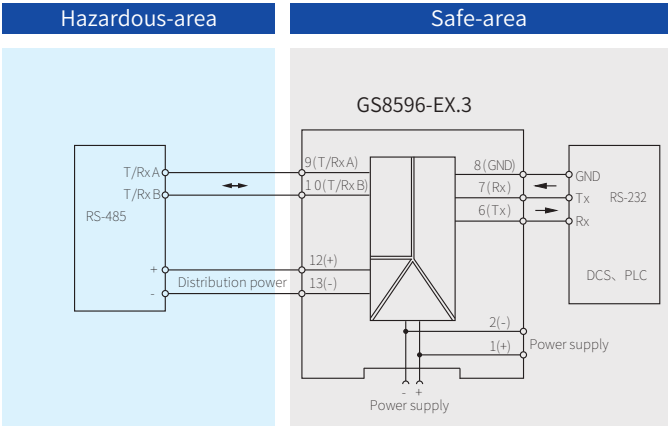 Hazardous-area
Safe-area
GS8596-EX.3
RS-485
T/RxA
T/RxB
+
-
Distribution power
9(T/RxA)
10(T/RxB)
12(+)
13(-)
8(GND)
7(Rx)
6(Tx)
2(-)
1(+)
GND
Tx
Rx
RS-232
DCS、PLC
Power supply
- +
Power supply